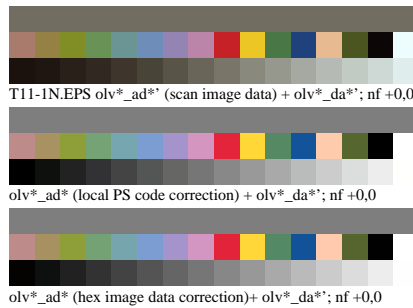 T11-1N.EPS olv*_ad*’ (scan image data) + olv*_da*’; nf +0,0
olv*_ad* (local PS code correction) + olv*_da*’; nf +0,0
olv*_ad* (hex image data correction)+ olv*_da*’; nf +0,0